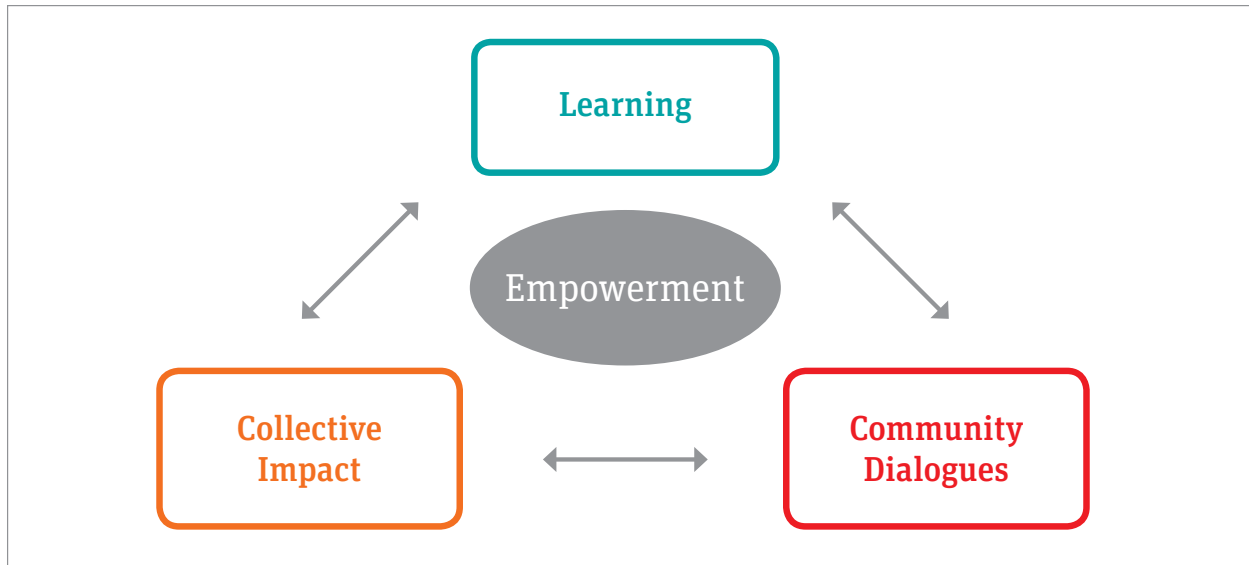 Learning
Empowerment
Collective
Impact
Community
Dialogues